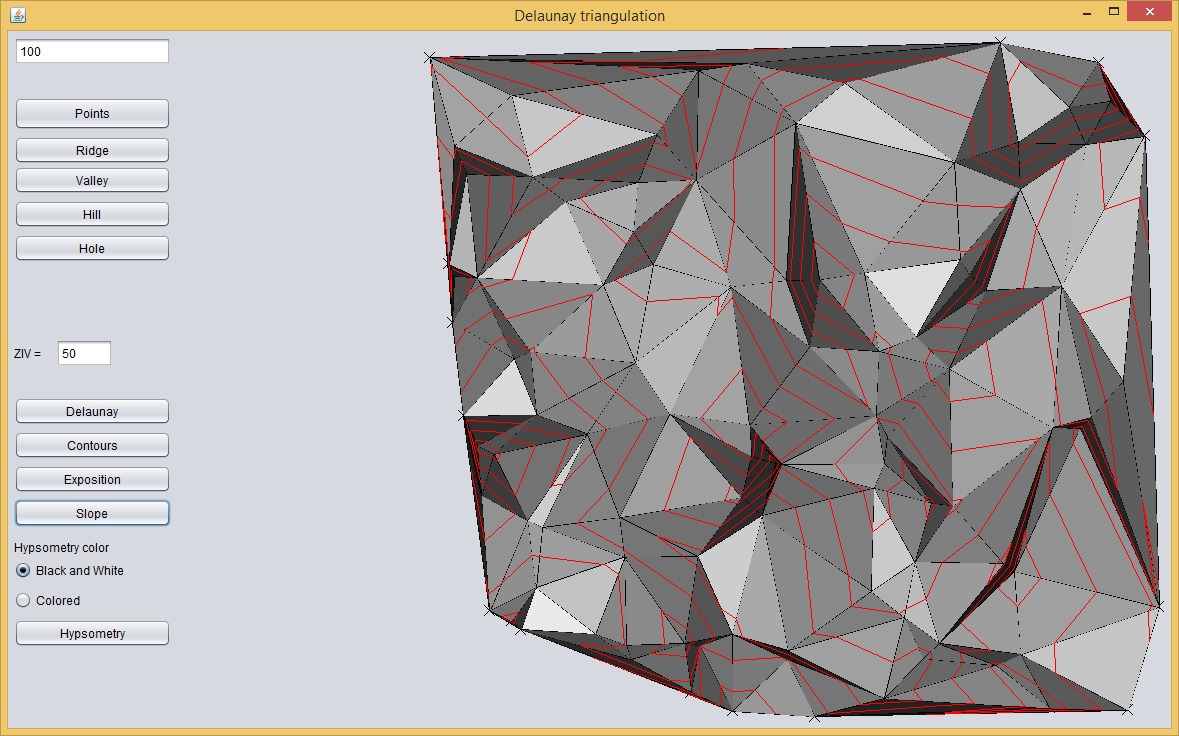 Delaunay triangulation
100
Points
Ridge
Valley
Hill
Hole
ZIV = 50
Delaunay
Contours
Exposition
Slope
Hypsometry color
Black and White
Colored
Hypsometry